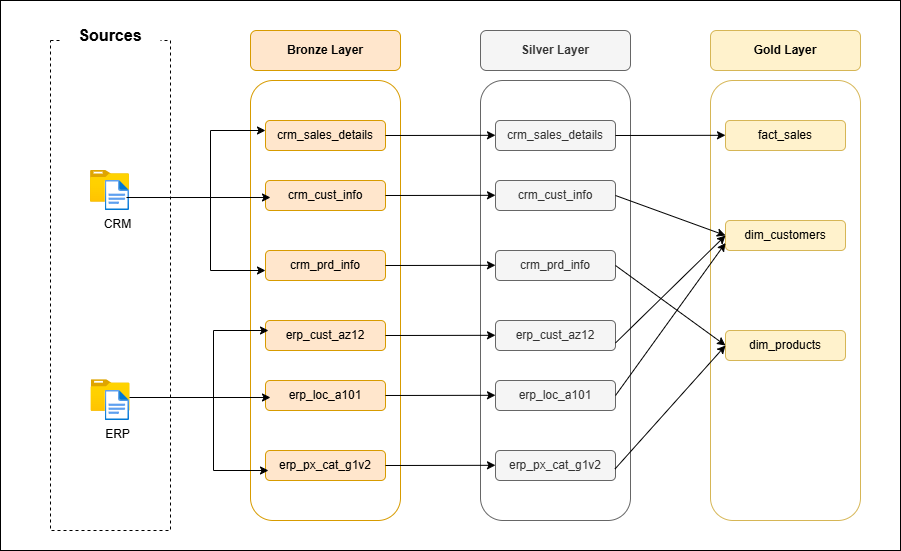 Sources
Bronze Layer
Silver Layer
Gold Layer
crm_sales_details
crm_sales_details
fact_sales
crm_cust_info
crm_cust_info
CRM
dim_customers
crm_prd_info
crm_prd_info
erp_cust_az12
erp_cust_az12
dim_products
erp_loc_a101
erp_loc_a101
ERP
erp_px_cat_g1v2
erp_px_cat_g1v2